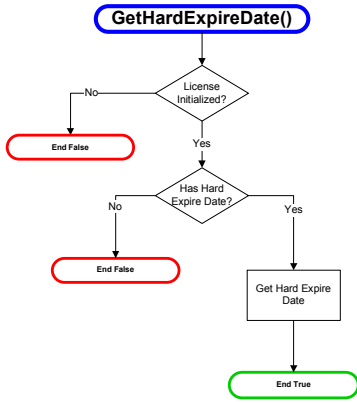 GetHardExpireDate()
License
Initialized?
No
End False
Yes
Has Hard
Expire Date?
No
Yes
End False
Get Hard Expire
Date
End True